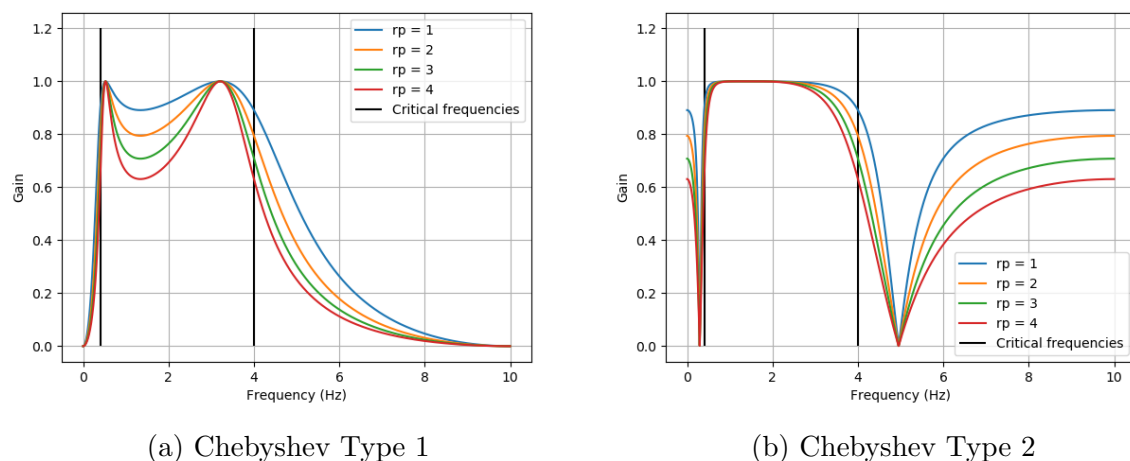 1.2
1.0
0.8
0.6
0.4
0.2
0.0
Gain
0 2 4 6 8 10
Frequency (Hz)
rp = 1
rp = 2
rp = 3
rp = 4
Critical frequencies
(a) Chebyshev Type 1
1.2
1.0
0.8
0.6
0.4
0.2
0.0
Gain
0 2 4 6 8 10
Frequency (Hz)
rp = 1
rp = 2
rp = 3
rp = 4
Critical frequencies
(b) Chebyshev Type 2